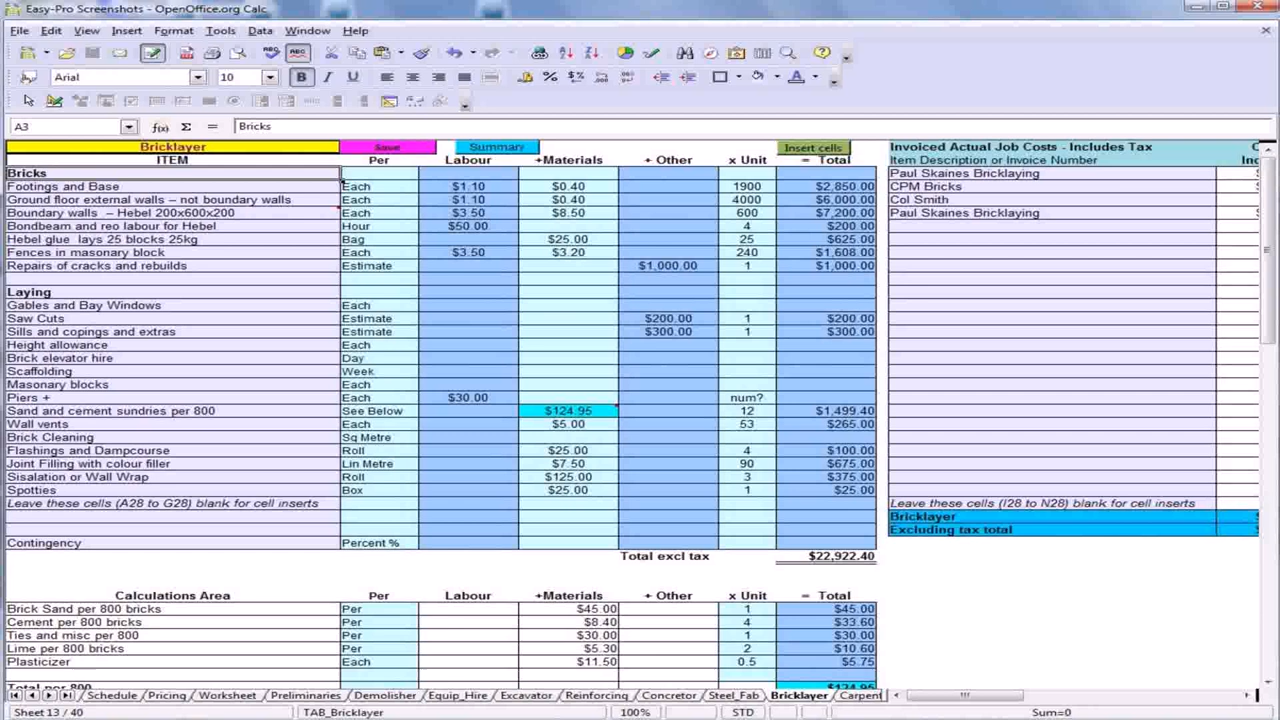 Easy-Pro Screenshots - OpenOffice.org Calc
File Edit View Insert Format Tools Data Window Help
Arial 10
A3 Bricks
Bricklayer Save Summary Insert cells Invoiced Actual Job Costs - Includes Tax
ITEM Per Labour +Materials + Other x Unit = Total Item Description or Invoice Number
Bricks Paul Skaines Bricklaying
Footings and Base Each $1.10 $0.40 1900 $2,850.00 CPM Bricks
Ground floor external walls – not boundary walls Each $1.10 $0.40 4000 $6,000.00 Col Smith
Boundary walls – Hebel 200x600x200 Each $3.50 $8.50 600 $7,200.00 Paul Skaines Bricklaying
Bondbeam and reo labour for Hebel Hour $50.00 4 $200.00
Hebel glue lays 25 blocks 25kg Bag $25.00 25 $625.00
Fences in masonary block Each $3.50 $3.20 240 $1,608.00
Repairs of cracks and rebuilds Estimate $1,000.00 1 $1,000.00
Laying
Gables and Bay Windows Each
Saw Cuts Estimate $200.00 1 $200.00
Sills and copings and extras Estimate $300.00 1 $300.00
Height allowance Each
Brick elevator hire Day
Scaffolding Week
Masonary blocks Each
Piers + Each $30.00 num?
Sand and cement sundries per 800 See Below $124.95 12 $1,499.40
Wall vents Each $5.00 53 $265.00
Brick Cleaning Sq Metre
Flashings and Dampcourse Roll $25.00 4 $100.00
Joint Filling with colour filler Lin Metre $7.50 90 $675.00
Sisalation or Wall Wrap Roll $125.00 3 $375.00
Spotties Box $25.00 1 $25.00
Leave these cells (A28 to G28) blank for cell inserts Leave these cells (I28 to N28) blank for cell inserts
Bricklayer
Excluding tax total
Contingency Percent %
Total excl tax $22,922.40
Calculations Area Per Labour +Materials + Other x Unit = Total
Brick Sand per 800 bricks Per $45.00 1 $45.00
Cement per 800 bricks Per $8.40 4 $33.60
Ties and misc per 800 Per $30.00 1 $30.00
Lime per 800 bricks Per $5.30 2 $10.60
Plasticizer Each $11.50 0.5 $5.75
Total per 800 $124.95
Schedule Pricing Worksheet Preliminaries Demolisher Equip_Hire Excavator Reinforcing Concretor Steel_Fab Bricklayer Carpent
Sheet 13 / 40 TAB_Bricklayer 100% STD Sum=0